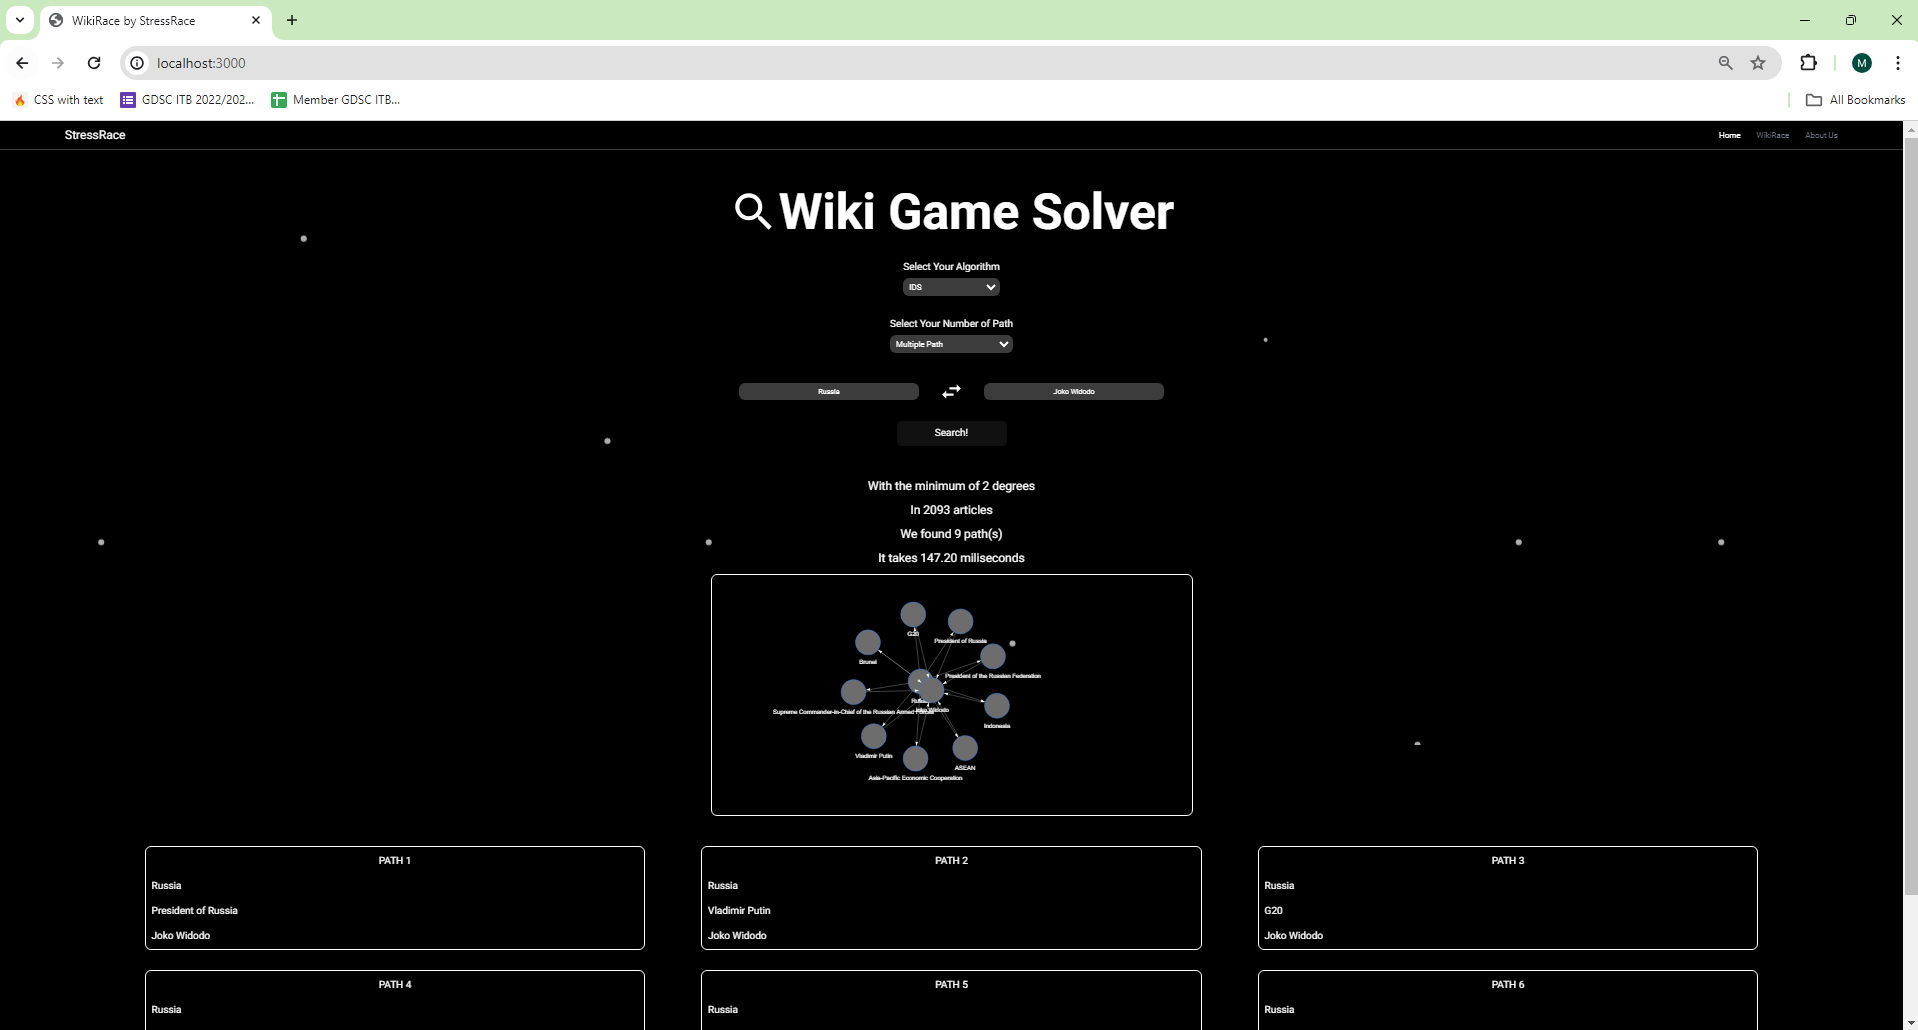 WikiRace by StressRace
localhost:3000
CSS with text
GDSC ITB 2022/202...
Member GDSC ITB...
All Bookmarks
M
StressRace
Home
WikiRace
About Us
Wiki Game Solver
Select Your Algorithm
IDS
Select Your Number of Path
Multiple Path
Russia
Joko Widodo
Search!
With the minimum of 2 degrees
In 2093 articles
We found 9 path(s)
It takes 147.20 miliseconds
G20
President of Russia
Brunei
President of the Russian Federation
Joko Widodo
Supreme Commander-in-Chief of the Russian Armed Forces
Indonesia
Vladimir Putin
ASEAN
Asia-Pacific Economic Cooperation
PATH 1
Russia
President of Russia
Joko Widodo
PATH 2
Russia
Vladimir Putin
Joko Widodo
PATH 3
Russia
G20
Joko Widodo
PATH 4
Russia
PATH 5
Russia
PATH 6
Russia